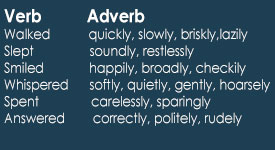 Verb Adverb
Walked quickly, slowly, briskly,lazily
Slept soundly, restlessly
Smiled happily, broadly, checkily
Whispered softly, quietly, gently, hoarsely
Spent carelessly, sparingly
Answered correctly, politely, rudely